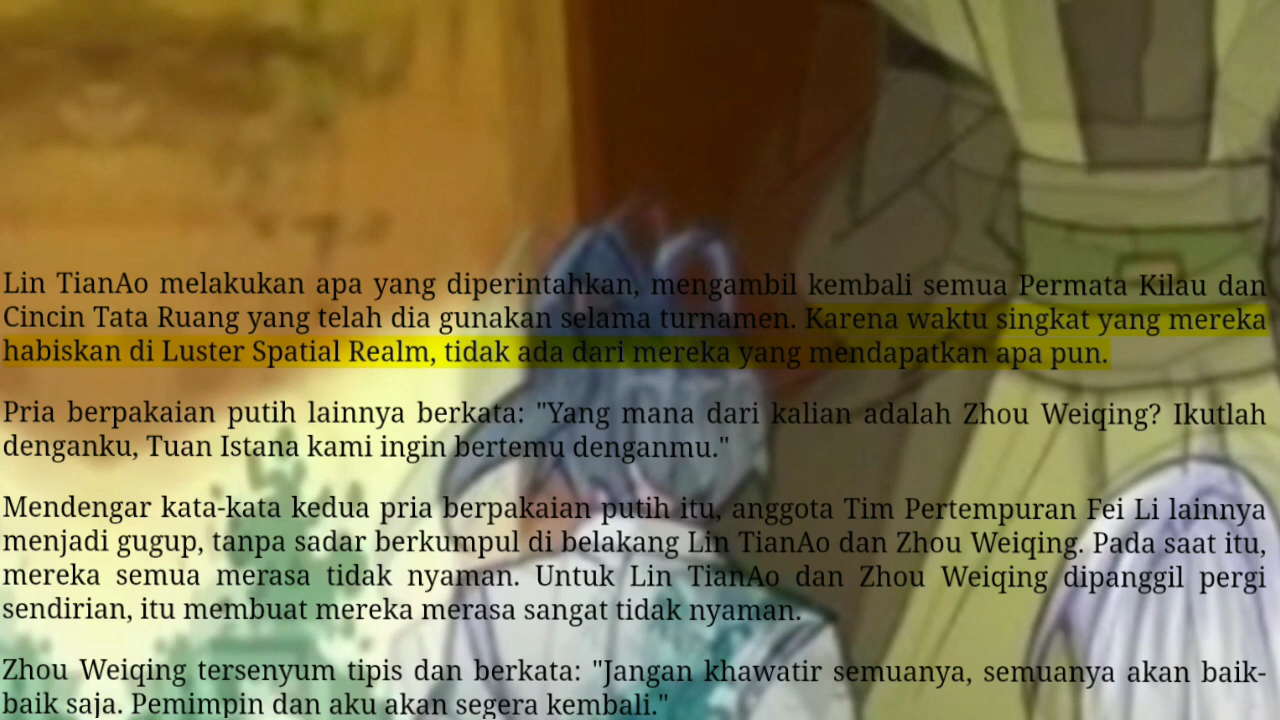 Lin TianAo melakukan apa yang diperintahkan, mengambil kembali semua Permata Kilau dan
Cincin Tata Ruang yang telah dia gunakan selama turnamen. Karena waktu singkat yang mereka
habiskan di Luster Spatial Realm, tidak ada dari mereka yang mendapatkan apa pun.
Pria berpakaian putih lainnya berkata: "Yang mana dari kalian adalah Zhou Weiqing? Ikutlah
denganku, Tuan Istana kami ingin bertemu denganmu."
Mendengar kata-kata kedua pria berpakaian putih itu, anggota Tim Pertempuran Fei Li lainnya
menjadi gugup, tanpa sadar berkumpul di belakang Lin TianAo dan Zhou Weiqing. Pada saat itu,
mereka semua merasa tidak nyaman. Untuk Lin TianAo dan Zhou Weiqing dipanggil pergi
sendirian, itu membuat mereka merasa sangat tidak nyaman.
Zhou Weiqing tersenyum tipis dan berkata: "Jangan khawatir semuanya, semuanya akan baik-
baik saja. Pemimpin dan aku akan segera kembali."